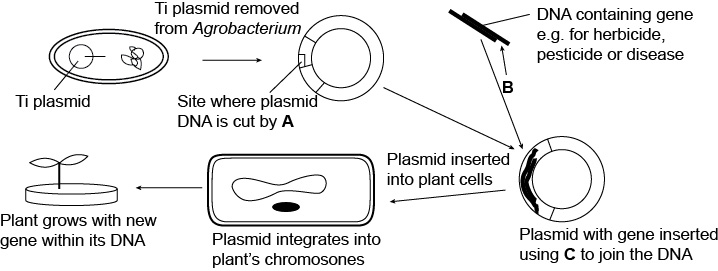 Ti plasmid removed
from Agrobacterium
Ti plasmid
Site where plasmid
DNA is cut by A
DNA containing gene
e.g. for herbicide,
pesticide or disease
B
Plasmid inserted
into plant cells
Plasmid with gene inserted
using C to join the DNA
Plasmid integrates into
plant's chromosones
Plant grows with new
gene within its DNA